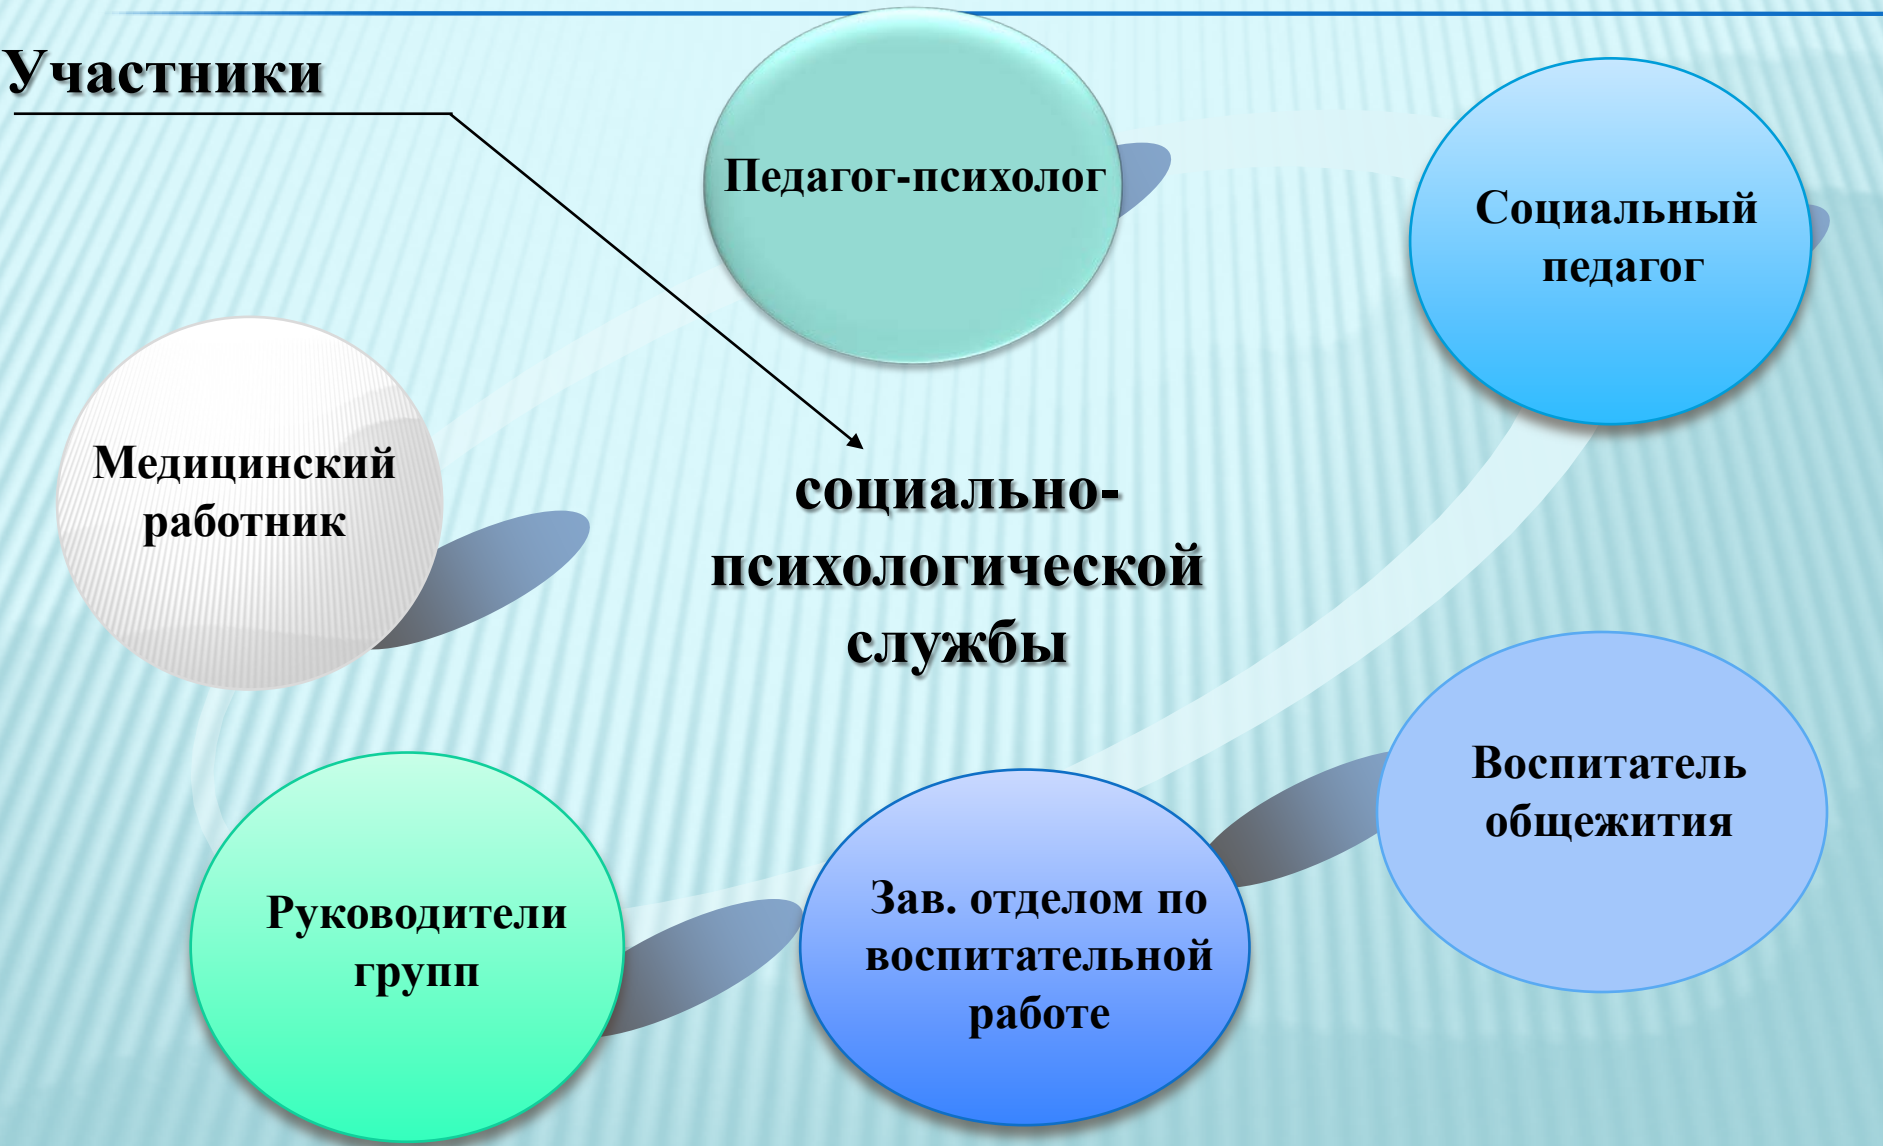 Участники
Педагог-психолог
Социальный
педагог
Медицинский
работник
социально-
психологической
службы
Воспитатель
общежития
Руководители
групп
Зав. отделом по
воспитательной
работе